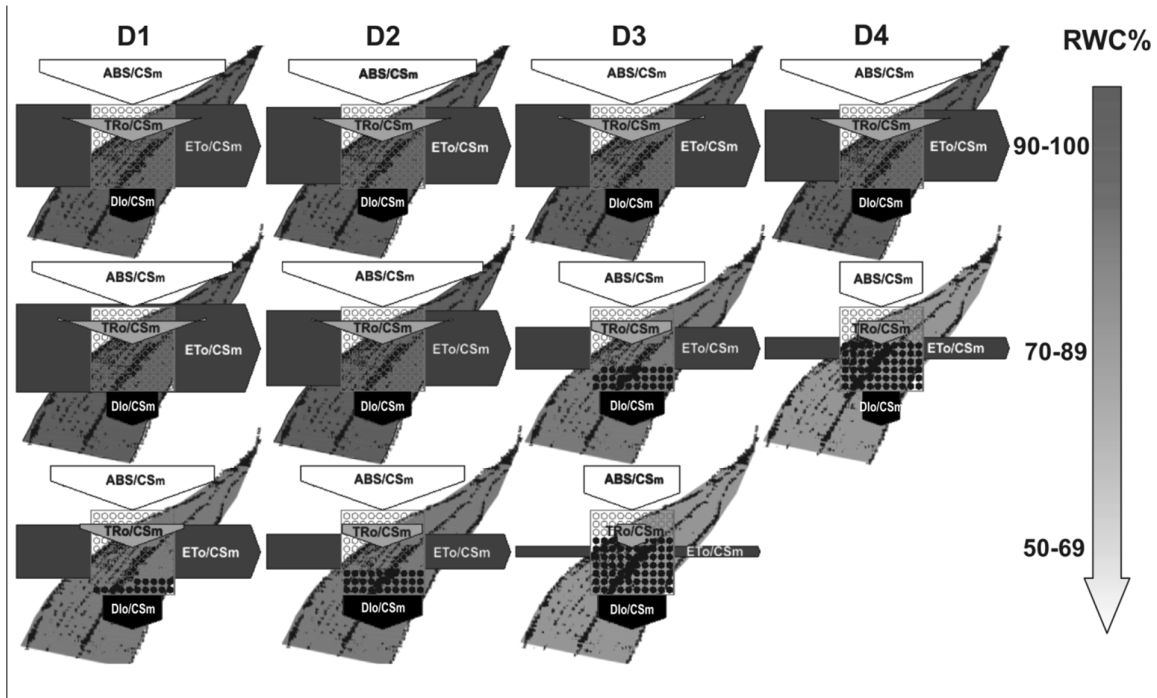 D1 D2 D3 D4 RWC%
ABS/CSm ABS/CSm ABS/CSm ABS/CSm
TRo/CSm TRo/CSm TRo/CSm TRo/CSm
ETo/CSm ETo/CSm ETo/CSm ETo/CSm 90-100
DIo/CSm DIo/CSm DIo/CSm DIo/CSm
ABS/CSm ABS/CSm ABS/CSm ABS/CSm
TRo/CSm TRo/CSm TRo/CSm TRo/CSm
ETo/CSm ETo/CSm ETo/CSm ETo/CSm 70-89
DIo/CSm DIo/CSm DIo/CSm DIo/CSm
ABS/CSm ABS/CSm ABS/CSm
TRo/CSm TRo/CSm TRo/CSm
ETo/CSm ETo/CSm ETo/CSm 50-69
DIo/CSm DIo/CSm DIo/CSm